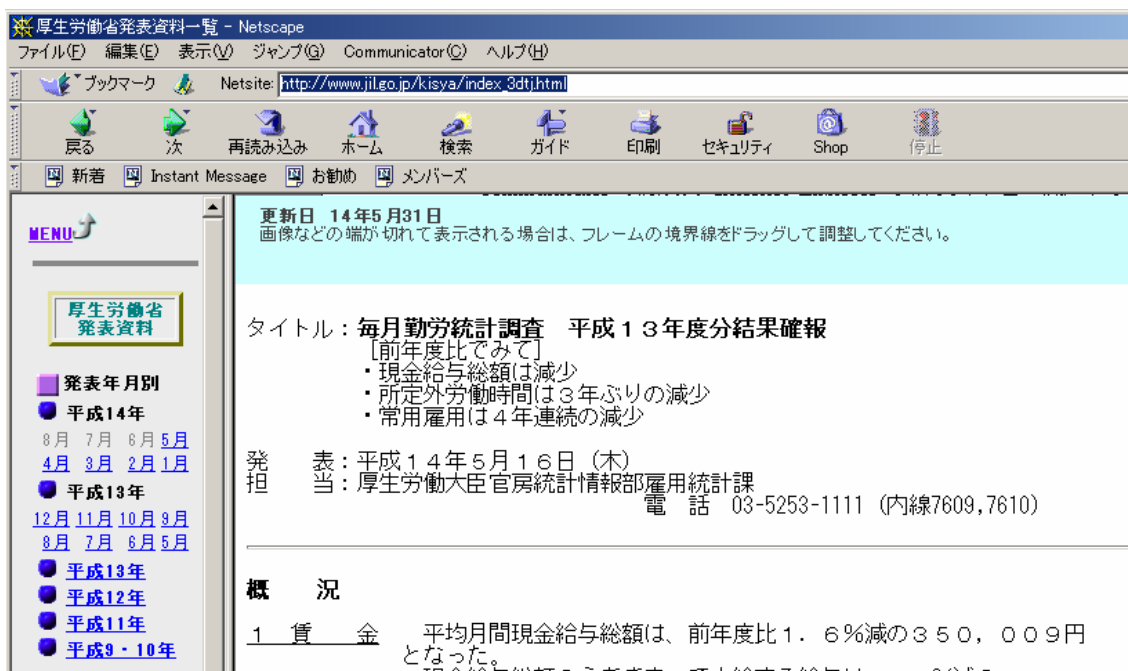 厚生労働省発表資料一覧 - Netscape
ファイル(F) 編集(E) 表示(V) ジャンプ(G) Communicator(C) ヘルプ(H)
ブックマーク Netsite: http://www.jil.go.jp/kisya/index_3dtj.html
戻る 次 再読み込み ホーム 検索 ガイド 印刷 セキュリティ Shop 停止
新着 Instant Message お勧め メンバーズ
MENU
厚生労働省
発表資料
発表年月別
平成14年
8月 7月 6月 5月
4月 3月 2月 1月
平成13年
12月 11月 10月 9月
8月 7月 6月 5月
平成13年
平成12年
平成11年
平成9・10年
更新日 14年5月31日
画像などの端が切れて表示される場合は、フレームの境界線をドラッグして調整してください。
タイトル：毎月勤労統計調査 平成１３年度分結果確報
[前年度比でみて]
・現金給与総額は減少
・所定外労働時間は３年ぶりの減少
・常用雇用は４年連続の減少
発 表：平成１４年５月１６日（木）
担 当：厚生労働大臣官房統計情報部雇用統計課
電 話 03-5253-1111 (内線7609,7610)
概 況
１ 賃 金 平均月間現金給与総額は、前年度比１．６％減の３５０，００９円
となった。